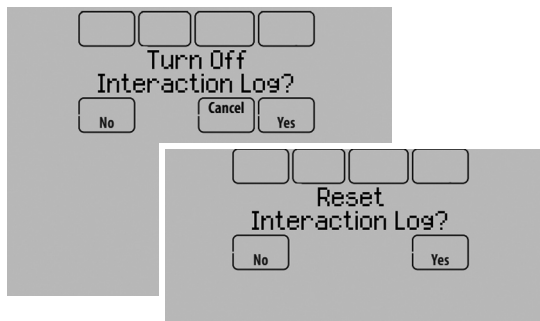 Turn Off
Interaction Log?
No Cancel Yes
Reset
Interaction Log?
No Yes